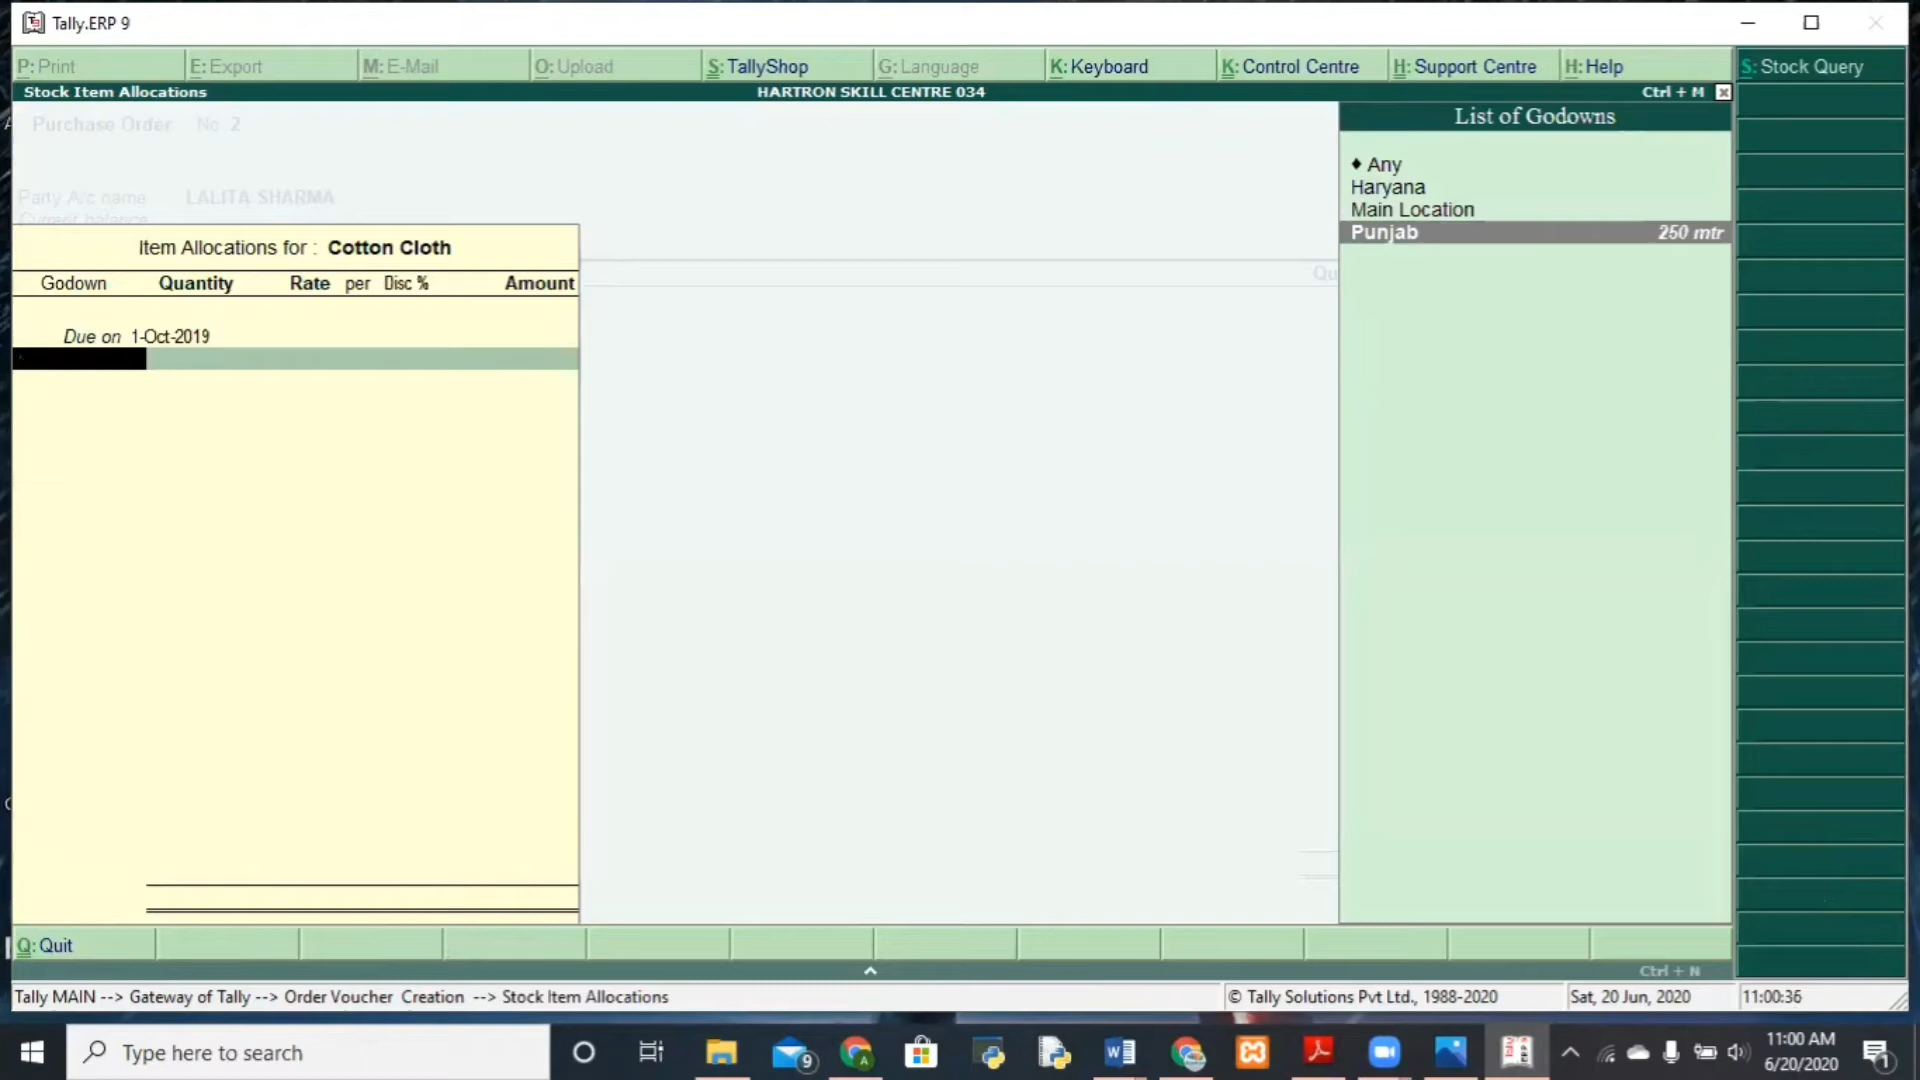 Tally.ERP 9
P: Print E: Export M: E-Mail O: Upload S: TallyShop G: Language K: Keyboard K: Control Centre H: Support Centre H: Help S: Stock Query
Stock Item Allocations HARTRON SKILL CENTRE 034 Ctrl + M
Purchase Order No 2
Party A/c name LALITA SHARMA
Current balance
Item Allocations for : Cotton Cloth
Godown Quantity Rate per Disc % Amount
Qu
Due on 1-Oct-2019
List of Godowns
♦ Any
Haryana
Main Location
Punjab 250 mtr
Q: Quit
Ctrl + N
Tally MAIN --> Gateway of Tally --> Order Voucher Creation --> Stock Item Allocations © Tally Solutions Pvt Ltd., 1988-2020 Sat, 20 Jun, 2020 11:00:36
Type here to search
9
11:00 AM
6/20/2020
1